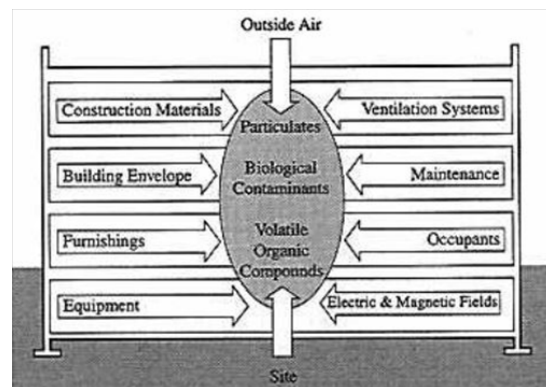 Outside Air
Construction Materials
Ventilation Systems
Particulates
Building Envelope
Biological
Contaminants
Maintenance
Furnishings
Volatile
Organic
Compounds
Occupants
Equipment
Electric & Magnetic Fields
Site